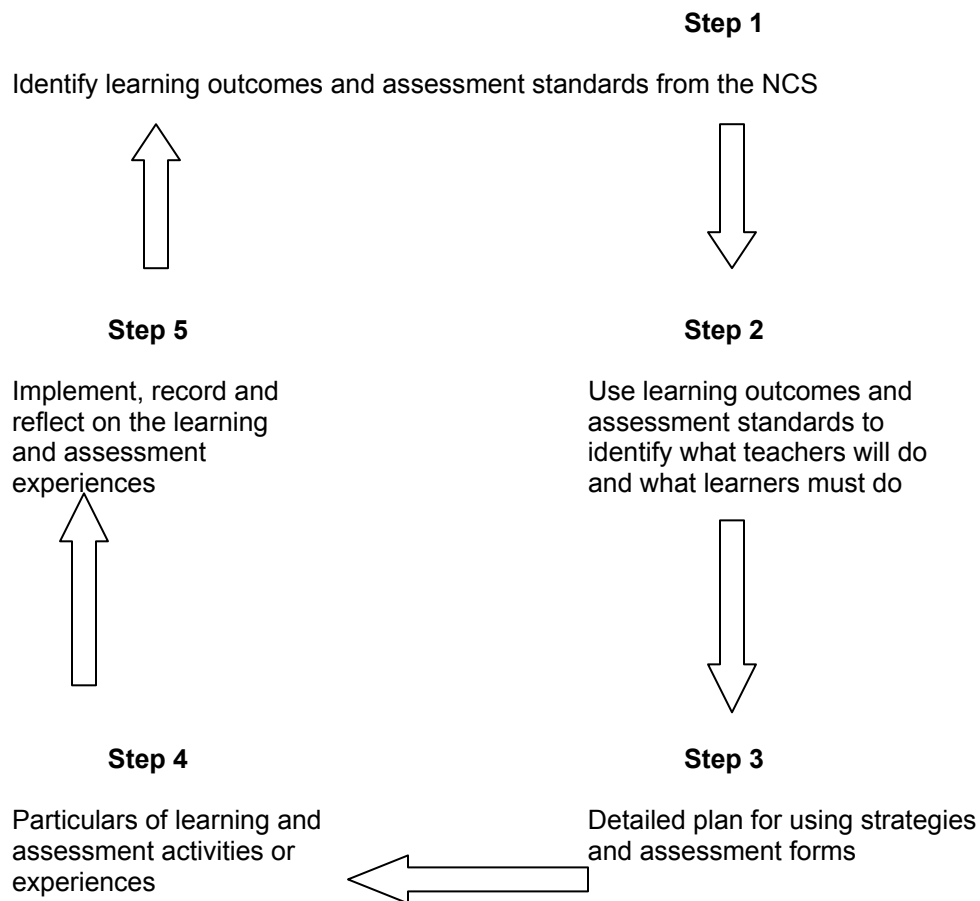 Step 1
Identify learning outcomes and assessment standards from the NCS
Step 5
Implement, record and
reflect on the learning
and assessment
experiences
Step 2
Use learning outcomes and
assessment standards to
identify what teachers will do
and what learners must do
Step 4
Particulars of learning and
assessment activities or
experiences
Step 3
Detailed plan for using strategies
and assessment forms